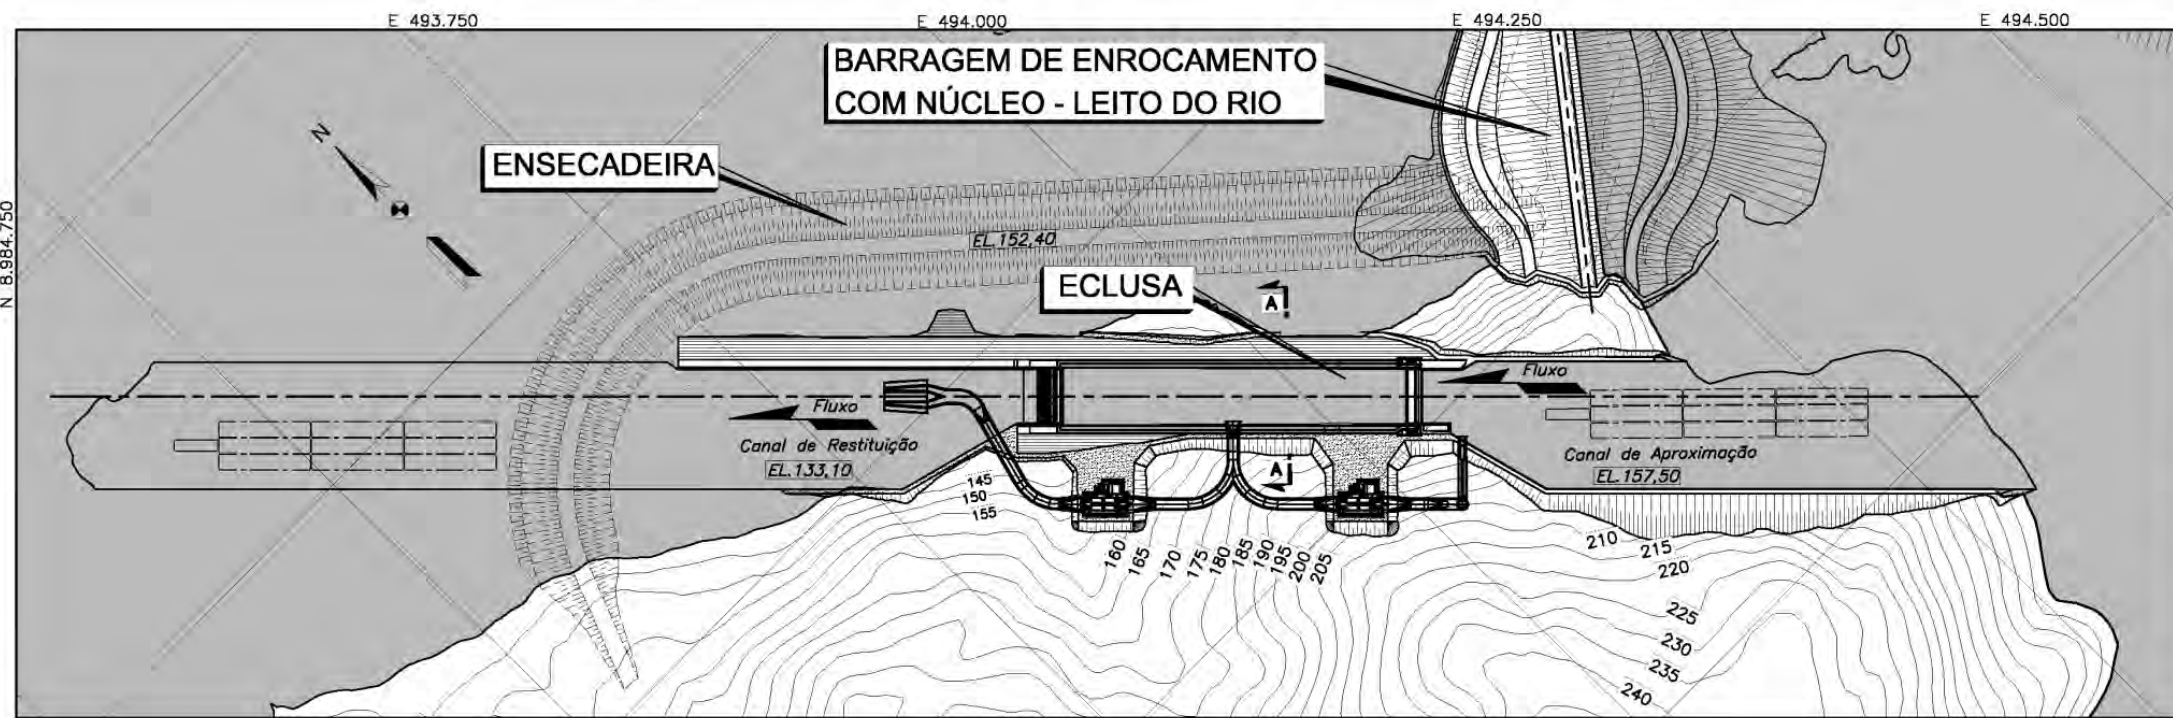 E 493.750
E 494.000
E 494.250
E 494.500
BARRAGEM DE ENROCAMENTO
COM NÚCLEO - LEITO DO RIO
N
ENSECADEIRA
N 8.984.750
EL.152,40
ECLUSA
A
Fluxo
Fluxo
Canal de Restituição
EL.133,10
Canal de Aproximação
EL.157,50
A
145
150
155
160
165
170
175
180
185
190
195
200
205
210
215
220
225
230
235
240